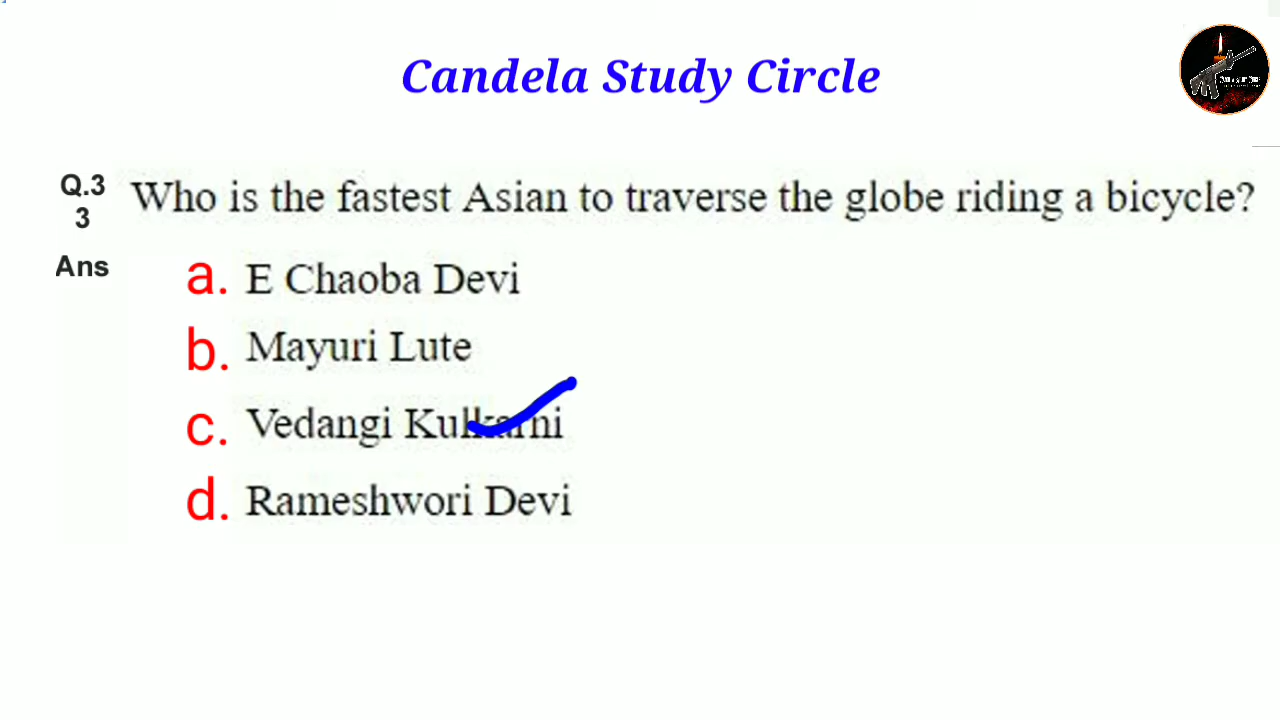 Candela Study Circle
Q.3 Who is the fastest Asian to traverse the globe riding a bicycle?
3
Ans
a. E Chaoba Devi
b. Mayuri Lute
c. Vedangi Kulkarni
d. Rameshwori Devi